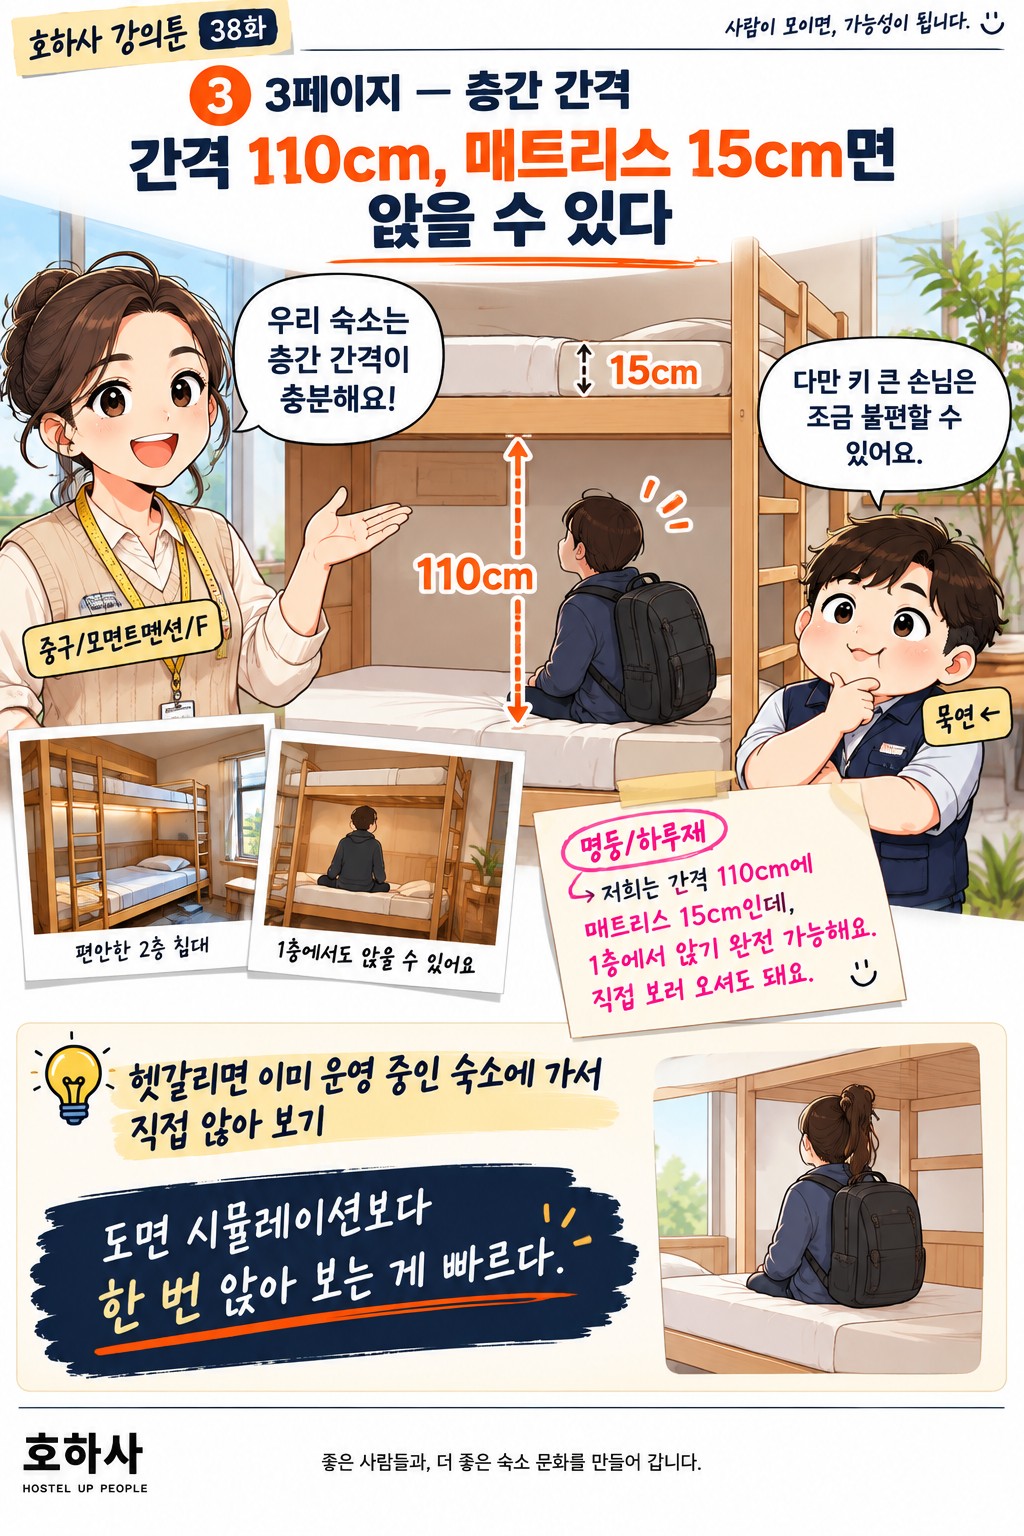 호하사 강의툰 38화
사람이 모이면, 가능성이 됩니다.
3 3페이지 — 층간 간격
간격 110cm, 매트리스 15cm면
앉을 수 있다
우리 숙소는
층간 간격이
충분해요!
15cm
다만 키 큰 손님은
조금 불편할 수
있어요.
110cm
중구/모먼트맨션/F
묵연 ←
편안한 2층 침대
1층에서도 앉을 수 있어요
명동/하루재
→ 저희는 간격 110cm에
매트리스 15cm인데,
1층에서 앉기 완전 가능해요.
직접 보러 오셔도 돼요.
헷갈리면 이미 운영 중인 숙소에 가서
직접 앉아 보기
도면 시뮬레이션보다
한 번 앉아 보는 게 빠르다.
호하사
HOSTEL UP PEOPLE
좋은 사람들과, 더 좋은 숙소 문화를 만들어 갑니다.